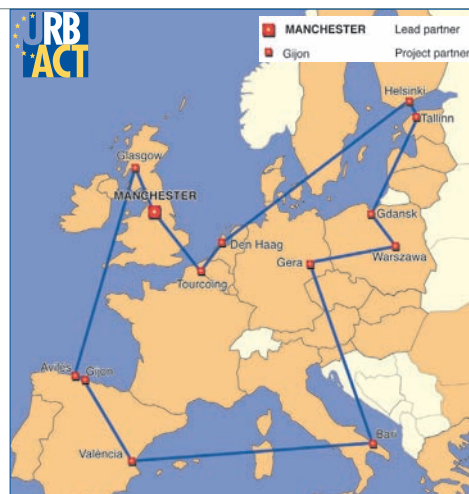 URB
ACT
MANCHESTER Lead partner
Gijon Project partner
Helsinki
Tallinn
Glasgow
MANCHESTER
Gdansk
Den Haag
Warszawa
Gera
Tourcoing
Avilés
Gijon
Bari
València